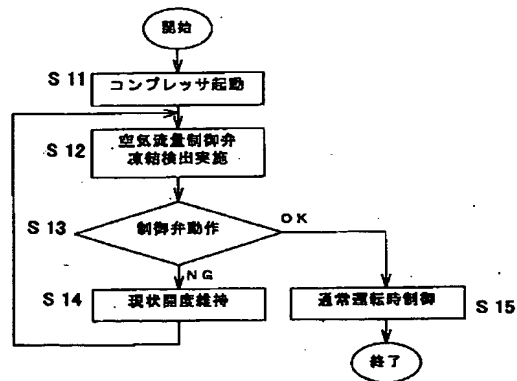 開始
S 11
コンプレッサ起動
S 12
空気流量制御弁
凍結検出実施
S 13
制御弁動作
OK
NG
S 14
現状開度維持
通常運転時制御
S 15
終了